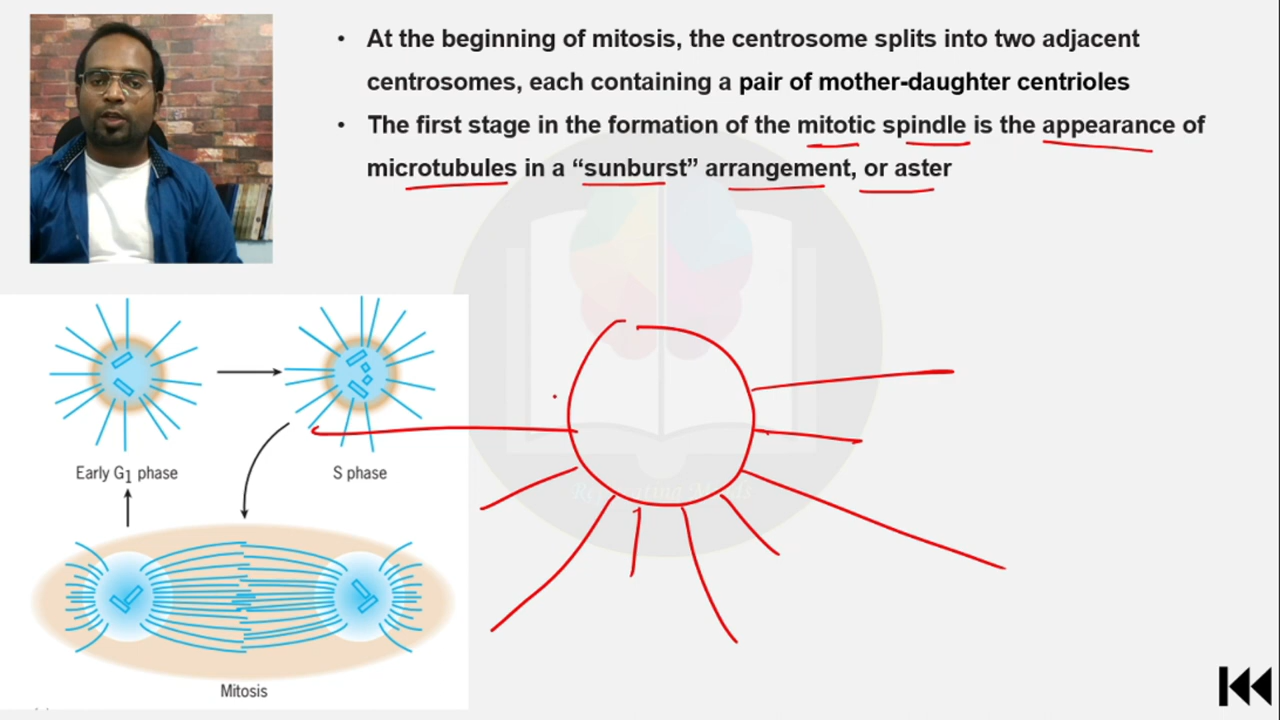 • At the beginning of mitosis, the centrosome splits into two adjacent
centrosomes, each containing a pair of mother-daughter centrioles
• The first stage in the formation of the mitotic spindle is the appearance of
microtubules in a “sunburst” arrangement, or aster
Early G1 phase
S phase
Mitosis